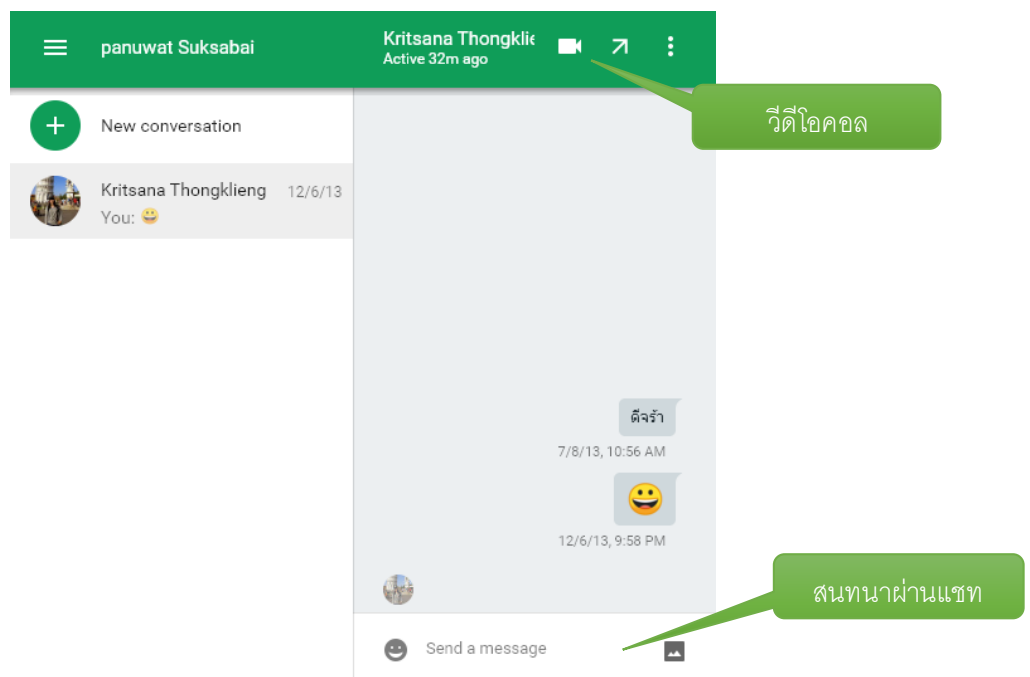 panuwat Suksabai
Kritsana Thongklie
Active 32m ago
วีดีโอคอล
New conversation
Kritsana Thongklieng 12/6/13
You: 😀
ดีจร้า
7/8/13, 10:56 AM
😀
12/6/13, 9:58 PM
สนทนาผ่านแชท
Send a message